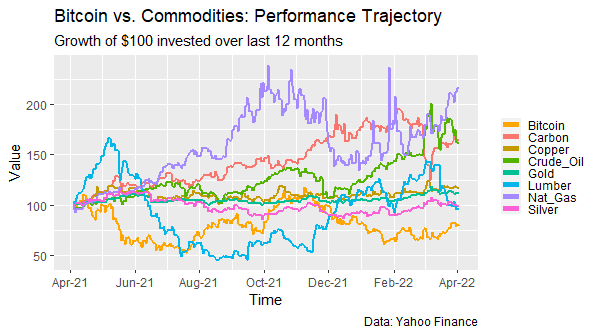 Bitcoin vs. Commodities: Performance Trajectory
Growth of $100 invested over last 12 months
Value
200
150
100
50
Apr-21 Jun-21 Aug-21 Oct-21 Dec-21 Feb-22 Apr-22
Time
Bitcoin
Carbon
Copper
Crude_Oil
Gold
Lumber
Nat_Gas
Silver
Data: Yahoo Finance